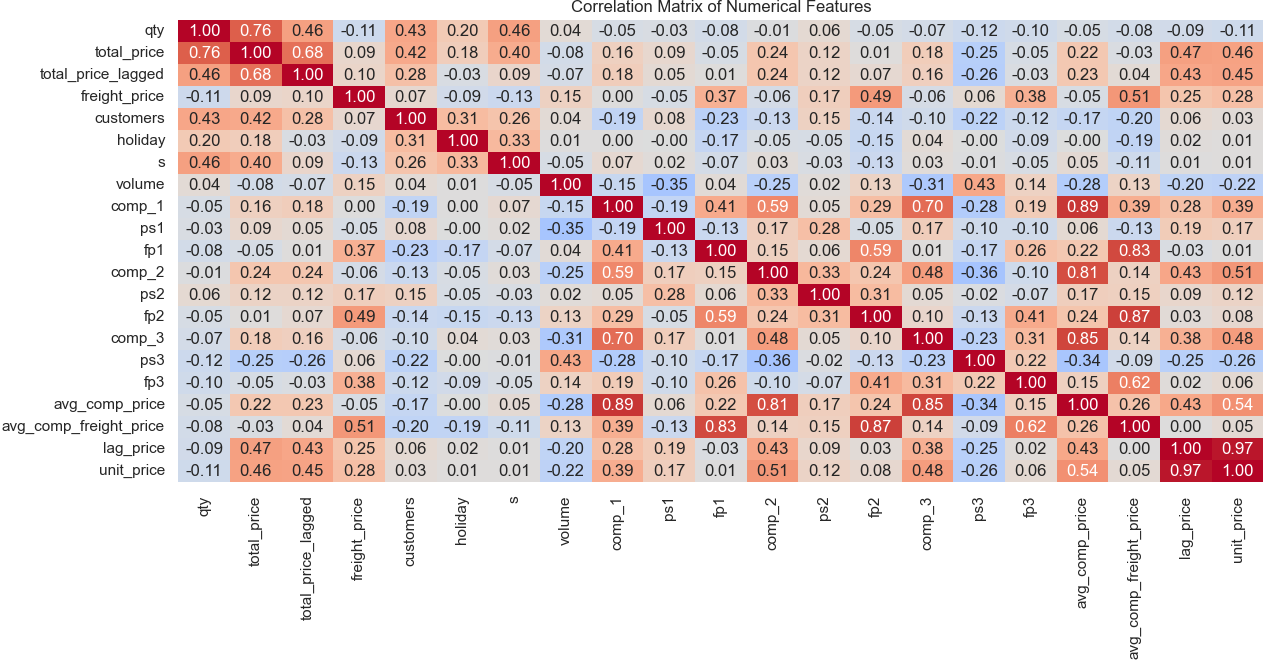 Correlation Matrix of Numerical Features
qty 1.00 0.76 0.46 -0.11 0.43 0.20 0.46 0.04 -0.05 -0.03 -0.08 -0.01 0.06 -0.05 -0.07 -0.12 -0.10 -0.05 -0.08 -0.09 -0.11
total_price 0.76 1.00 0.68 0.09 0.42 0.18 0.40 -0.08 0.16 0.09 -0.05 0.24 0.12 0.01 0.18 -0.25 -0.05 0.22 -0.03 0.47 0.46
total_price_lagged 0.46 0.68 1.00 0.10 0.28 -0.03 0.09 -0.07 0.18 0.05 0.01 0.24 0.12 0.07 0.16 -0.26 -0.03 0.23 0.04 0.43 0.45
freight_price -0.11 0.09 0.10 1.00 0.07 -0.09 -0.13 0.15 0.00 -0.05 0.37 -0.06 0.17 0.49 -0.06 0.06 0.38 -0.05 0.51 0.25 0.28
customers 0.43 0.42 0.28 0.07 1.00 0.31 0.26 0.04 -0.19 0.08 -0.23 -0.13 0.15 -0.14 -0.10 -0.22 -0.12 -0.17 -0.20 0.06 0.03
holiday 0.20 0.18 -0.03 -0.09 0.31 1.00 0.33 0.01 0.00 -0.00 -0.17 -0.05 -0.05 -0.15 0.04 -0.00 -0.09 -0.00 -0.19 0.02 0.01
s 0.46 0.40 0.09 -0.13 0.26 0.33 1.00 -0.05 0.07 0.02 -0.07 0.03 -0.03 -0.13 0.03 -0.01 -0.05 0.05 -0.11 0.01 0.01
volume 0.04 -0.08 -0.07 0.15 0.04 0.01 -0.05 1.00 -0.15 -0.35 0.04 -0.25 0.02 0.13 -0.31 0.43 0.14 -0.28 0.13 -0.20 -0.22
comp_1 -0.05 0.16 0.18 0.00 -0.19 0.00 0.07 -0.15 1.00 -0.19 0.41 0.59 0.05 0.29 0.70 -0.28 0.19 0.89 0.39 0.28 0.39
ps1 -0.03 0.09 0.05 -0.05 0.08 -0.00 0.02 -0.35 -0.19 1.00 -0.13 0.17 0.28 -0.05 0.17 -0.10 -0.10 0.06 -0.13 0.19 0.17
fp1 -0.08 -0.05 0.01 0.37 -0.23 -0.17 -0.07 0.04 0.41 -0.13 1.00 0.15 0.06 0.59 0.01 -0.17 0.26 0.22 0.83 -0.03 0.01
comp_2 -0.01 0.24 0.24 -0.06 -0.13 -0.05 0.03 -0.25 0.59 0.17 0.15 1.00 0.33 0.24 0.48 -0.36 -0.10 0.81 0.14 0.43 0.51
ps2 0.06 0.12 0.12 0.17 0.15 -0.05 -0.03 0.02 0.05 0.28 0.06 0.33 1.00 0.31 0.05 -0.02 -0.07 0.17 0.15 0.09 0.12
fp2 -0.05 0.01 0.07 0.49 -0.14 -0.15 -0.13 0.13 0.29 -0.05 0.59 0.24 0.31 1.00 0.10 -0.13 0.41 0.24 0.87 0.03 0.08
comp_3 -0.07 0.18 0.16 -0.06 -0.10 0.04 0.03 -0.31 0.70 0.17 0.01 0.48 0.05 0.10 1.00 -0.23 0.31 0.85 0.14 0.38 0.48
ps3 -0.12 -0.25 -0.26 0.06 -0.22 -0.00 -0.01 0.43 -0.28 -0.10 -0.17 -0.36 -0.02 -0.13 -0.23 1.00 0.22 -0.34 -0.09 -0.25 -0.26
fp3 -0.10 -0.05 -0.03 0.38 -0.12 -0.09 -0.05 0.14 0.19 -0.10 0.26 -0.10 -0.07 0.41 0.31 0.22 1.00 0.15 0.62 0.02 0.06
avg_comp_price -0.05 0.22 0.23 -0.05 -0.17 -0.00 0.05 -0.28 0.89 0.06 0.22 0.81 0.17 0.24 0.85 -0.34 0.15 1.00 0.26 0.43 0.54
avg_comp_freight_price -0.08 -0.03 0.04 0.51 -0.20 -0.19 -0.11 0.13 0.39 -0.13 0.83 0.14 0.15 0.87 0.14 -0.09 0.62 0.26 1.00 0.00 0.05
lag_price -0.09 0.47 0.43 0.25 0.06 0.02 0.01 -0.20 0.28 0.19 -0.03 0.43 0.09 0.03 0.38 -0.25 0.02 0.43 0.00 1.00 0.97
unit_price -0.11 0.46 0.45 0.28 0.03 0.01 0.01 -0.22 0.39 0.17 0.01 0.51 0.12 0.08 0.48 -0.26 0.06 0.54 0.05 0.97 1.00
qty total_price total_price_lagged freight_price customers holiday s volume comp_1 ps1 fp1 comp_2 ps2 fp2 comp_3 ps3 fp3 avg_comp_price avg_comp_freight_price lag_price unit_price